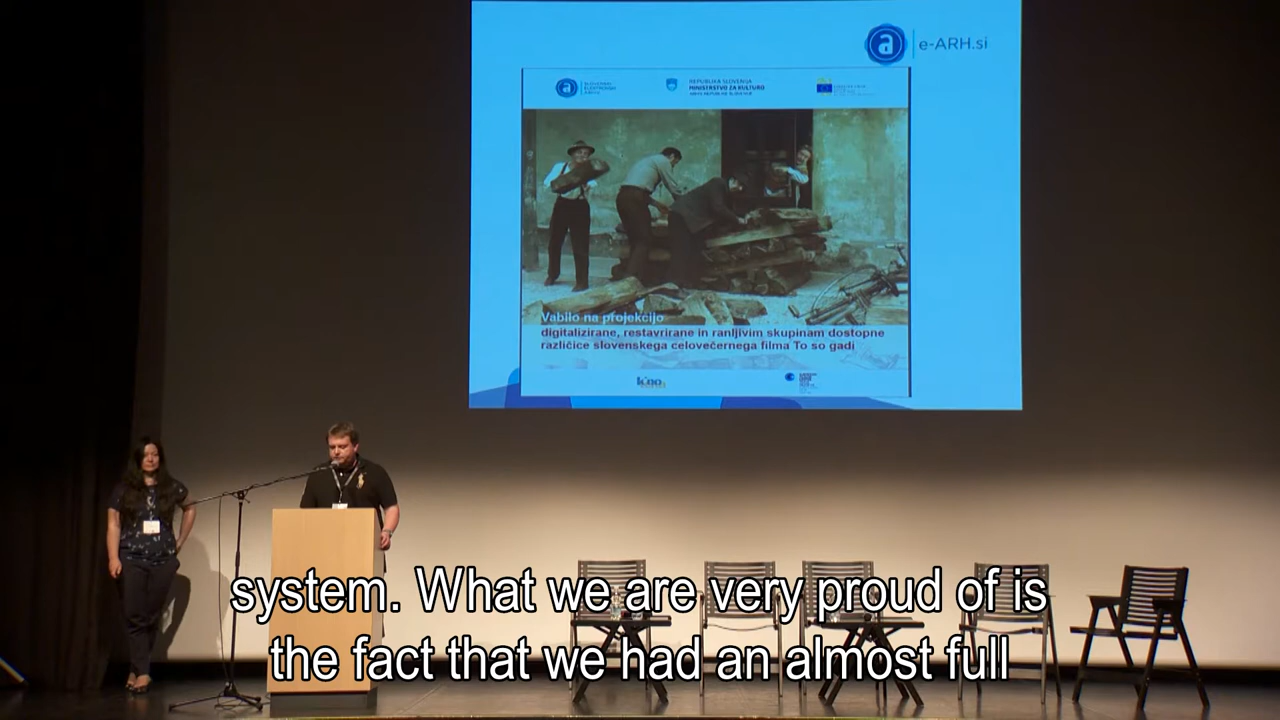 a e-ARH.si
REPUBLIKA SLOVENIJA
MINISTRSTVO ZA KULTURO
Vabilo na projekcijo
digitalizirane, restavrirane in ranljivim skupinam dostopne
različice slovenskega celovečernega filma To so gadi
kino
system. What we are very proud of is
the fact that we had an almost full